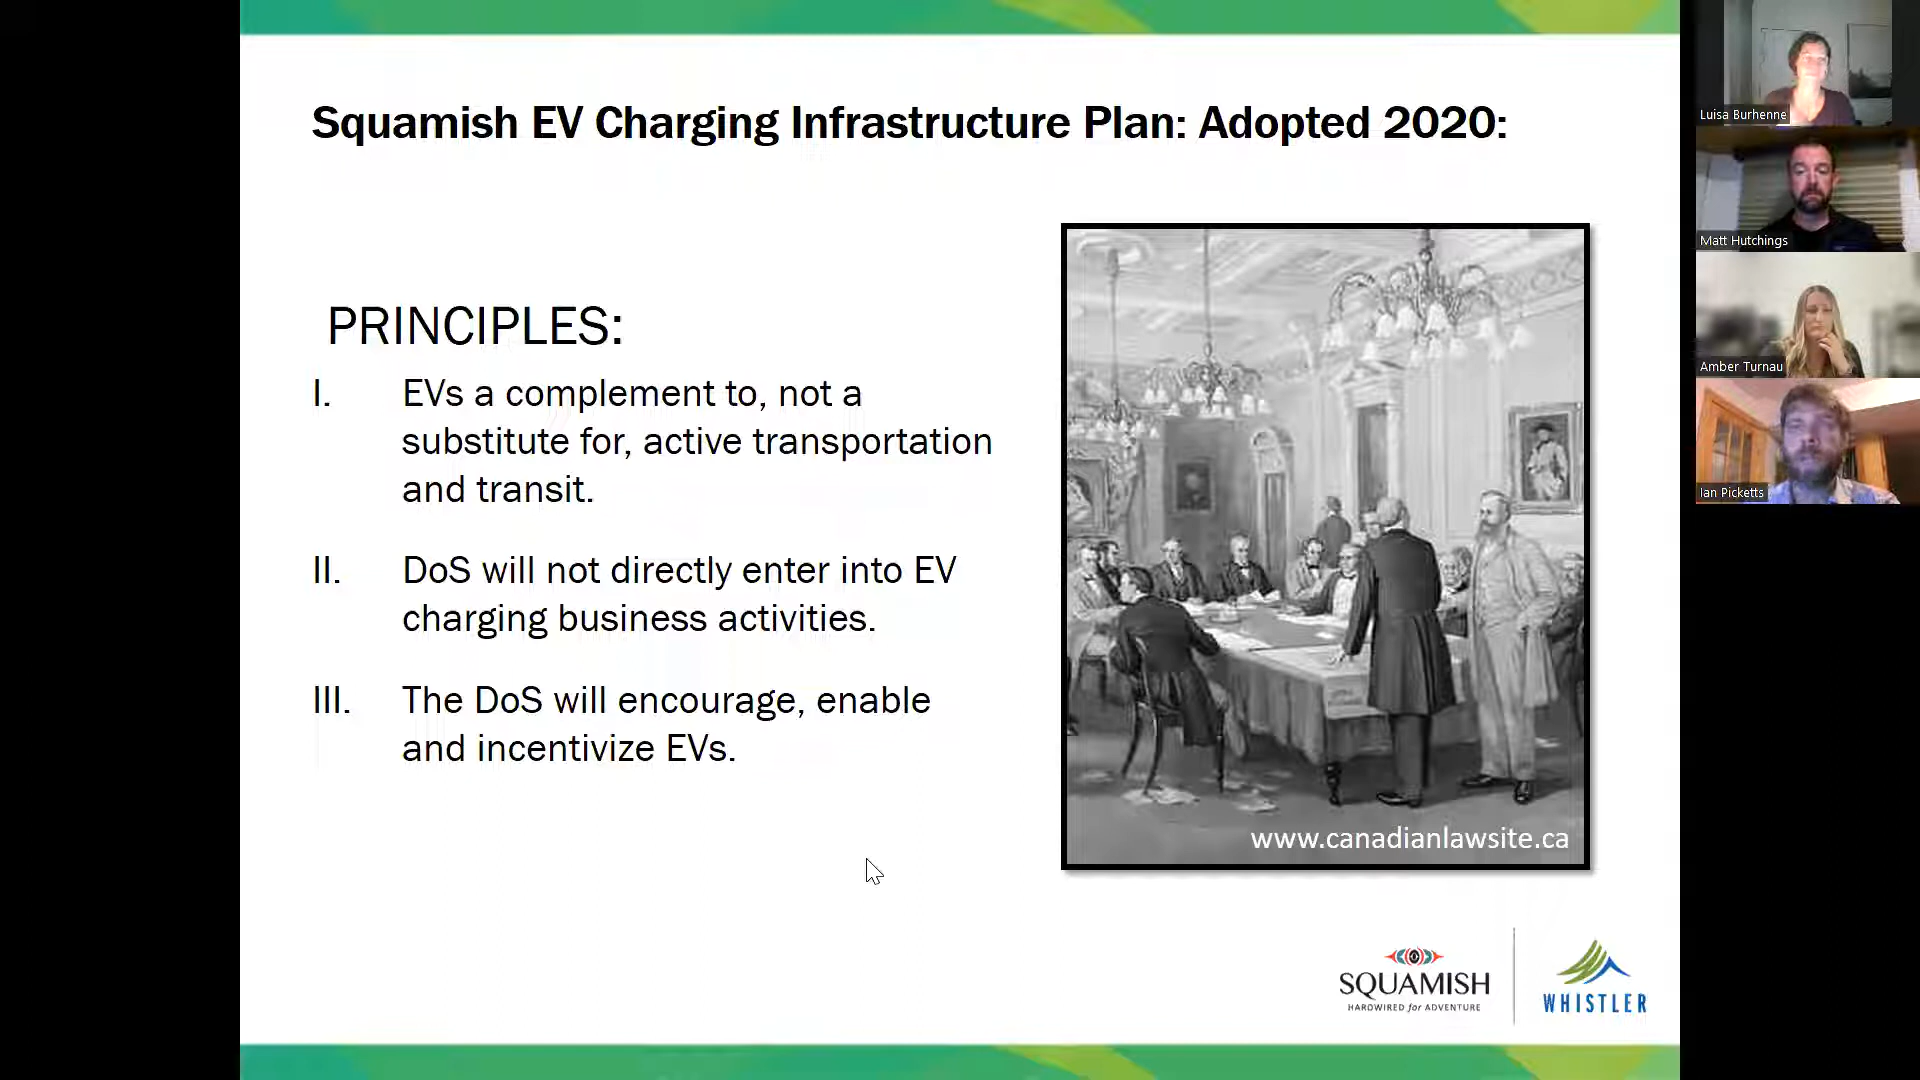 Squamish EV Charging Infrastructure Plan: Adopted 2020:
PRINCIPLES:
I. EVs a complement to, not a
substitute for, active transportation
and transit.
II. DoS will not directly enter into EV
charging business activities.
III. The DoS will encourage, enable
and incentivize EVs.
www.canadianlawsite.ca
SQUAMISH
HARDWIRED for ADVENTURE
WHISTLER
Luisa Burhenne
Matt Hutchings
Amber Turnau
Ian Picketts